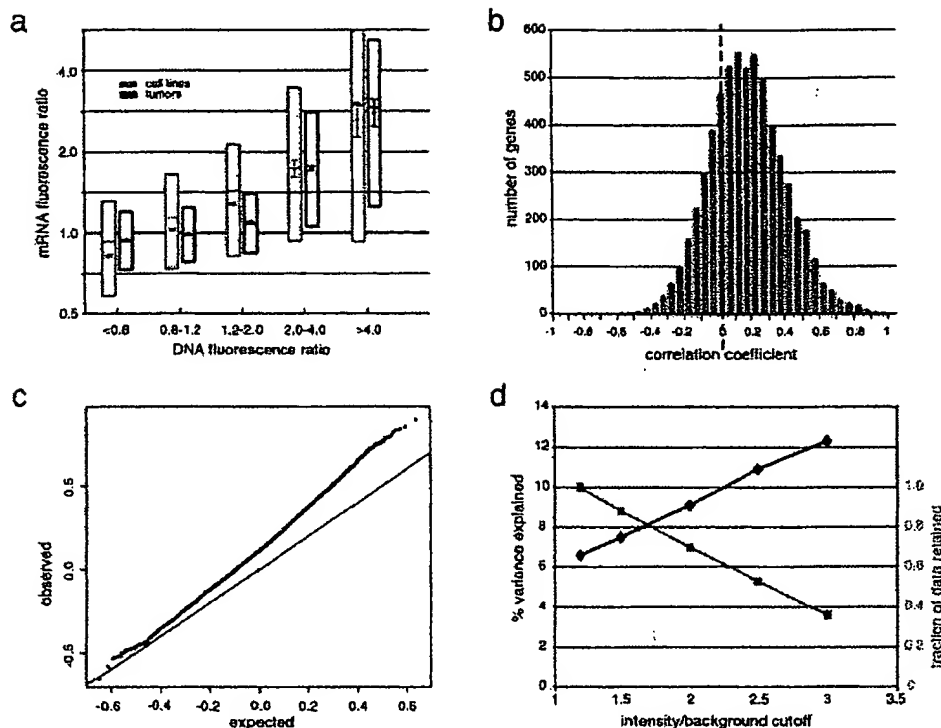 a
mRNA fluorescence ratio
4.0
2.0
1.0
0.5
cell lines
tumors
<0.8 0.8-1.2 1.2-2.0 2.0-4.0 >4.0
DNA fluorescence ratio
b
number of genes
600
500
400
300
200
100
0
-1 -0.8 -0.6 -0.4 -0.2 0 0.2 0.4 0.6 0.8 1
correlation coefficient
c
observed
0.5
0.0
-0.5
-0.6 -0.4 -0.2 0.0 0.2 0.4 0.6
expected
d
% variance explained
14
12
10
8
6
4
2
0
1.0
0.8
0.6
0.4
0.2
0
fraction of data retained
1 1.5 2 2.5 3 3.5
intensity/background cutoff